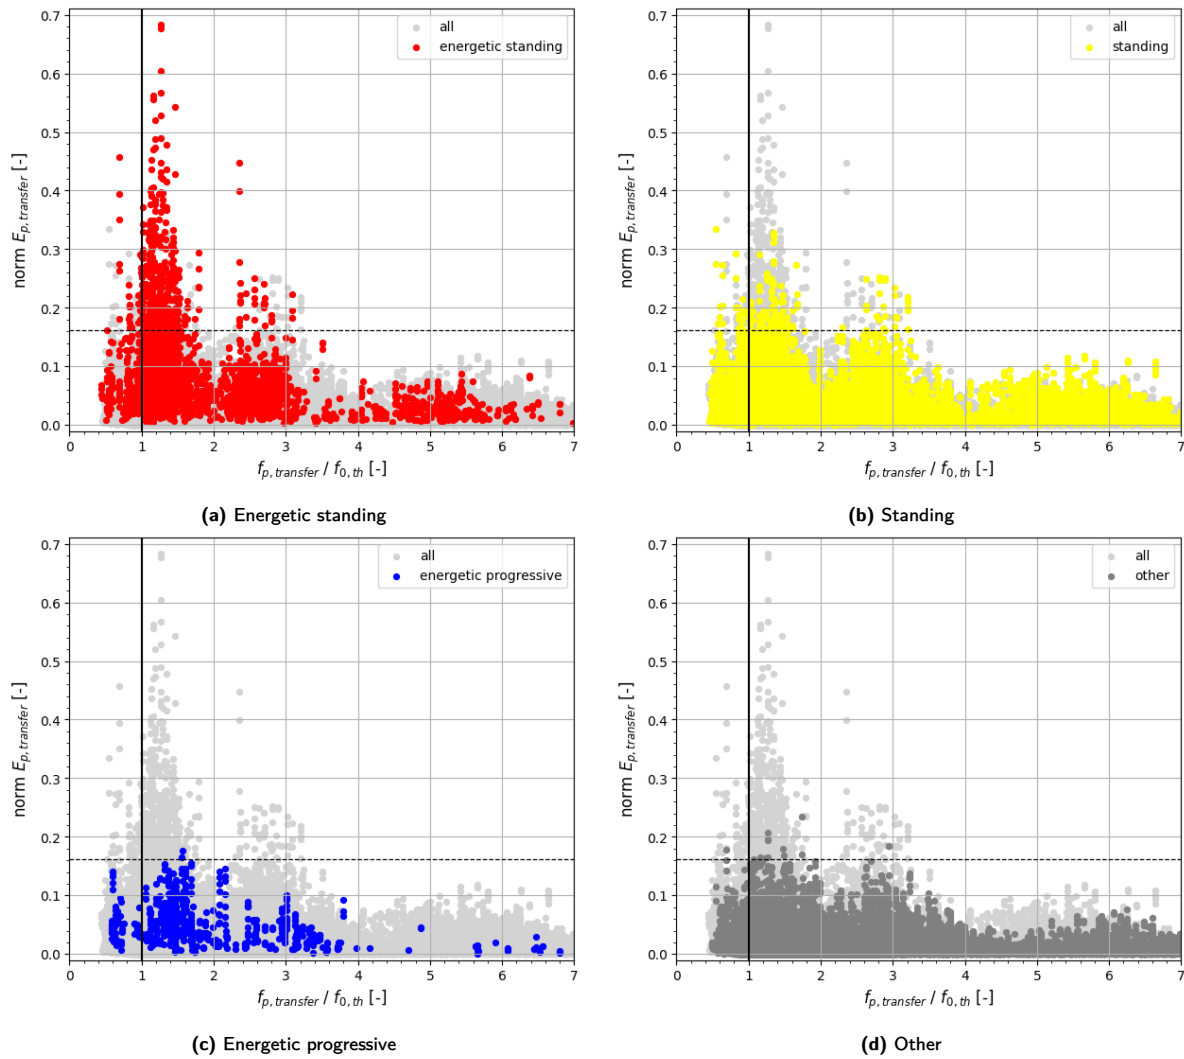 0.7
0.6
0.5
0.4
0.3
0.2
0.1
0.0
norm E_{p,transfer} [-]
all
energetic standing
0 1 2 3 4 5 6 7
f_{p,transfer} / f_{0,th} [-]
(a) Energetic standing
0.7
0.6
0.5
0.4
0.3
0.2
0.1
0.0
norm E_{p,transfer} [-]
all
standing
0 1 2 3 4 5 6 7
f_{p,transfer} / f_{0,th} [-]
(b) Standing
0.7
0.6
0.5
0.4
0.3
0.2
0.1
0.0
norm E_{p,transfer} [-]
all
energetic progressive
0 1 2 3 4 5 6 7
f_{p,transfer} / f_{0,th} [-]
(c) Energetic progressive
0.7
0.6
0.5
0.4
0.3
0.2
0.1
0.0
norm E_{p,transfer} [-]
all
other
0 1 2 3 4 5 6 7
f_{p,transfer} / f_{0,th} [-]
(d) Other